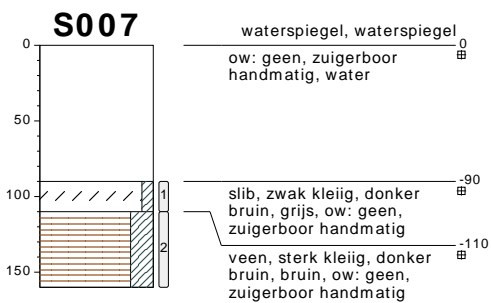 S007
waterspiegel, waterspiegel
0
0
ow: geen, zuigerboor
handmatig, water
50
-90
100
1
slib, zwak kleiig, donker
bruin, grijs, ow: geen,
zuigerboor handmatig
-110
2
veen, sterk kleiig, donker
bruin, bruin, ow: geen,
zuigerboor handmatig
150